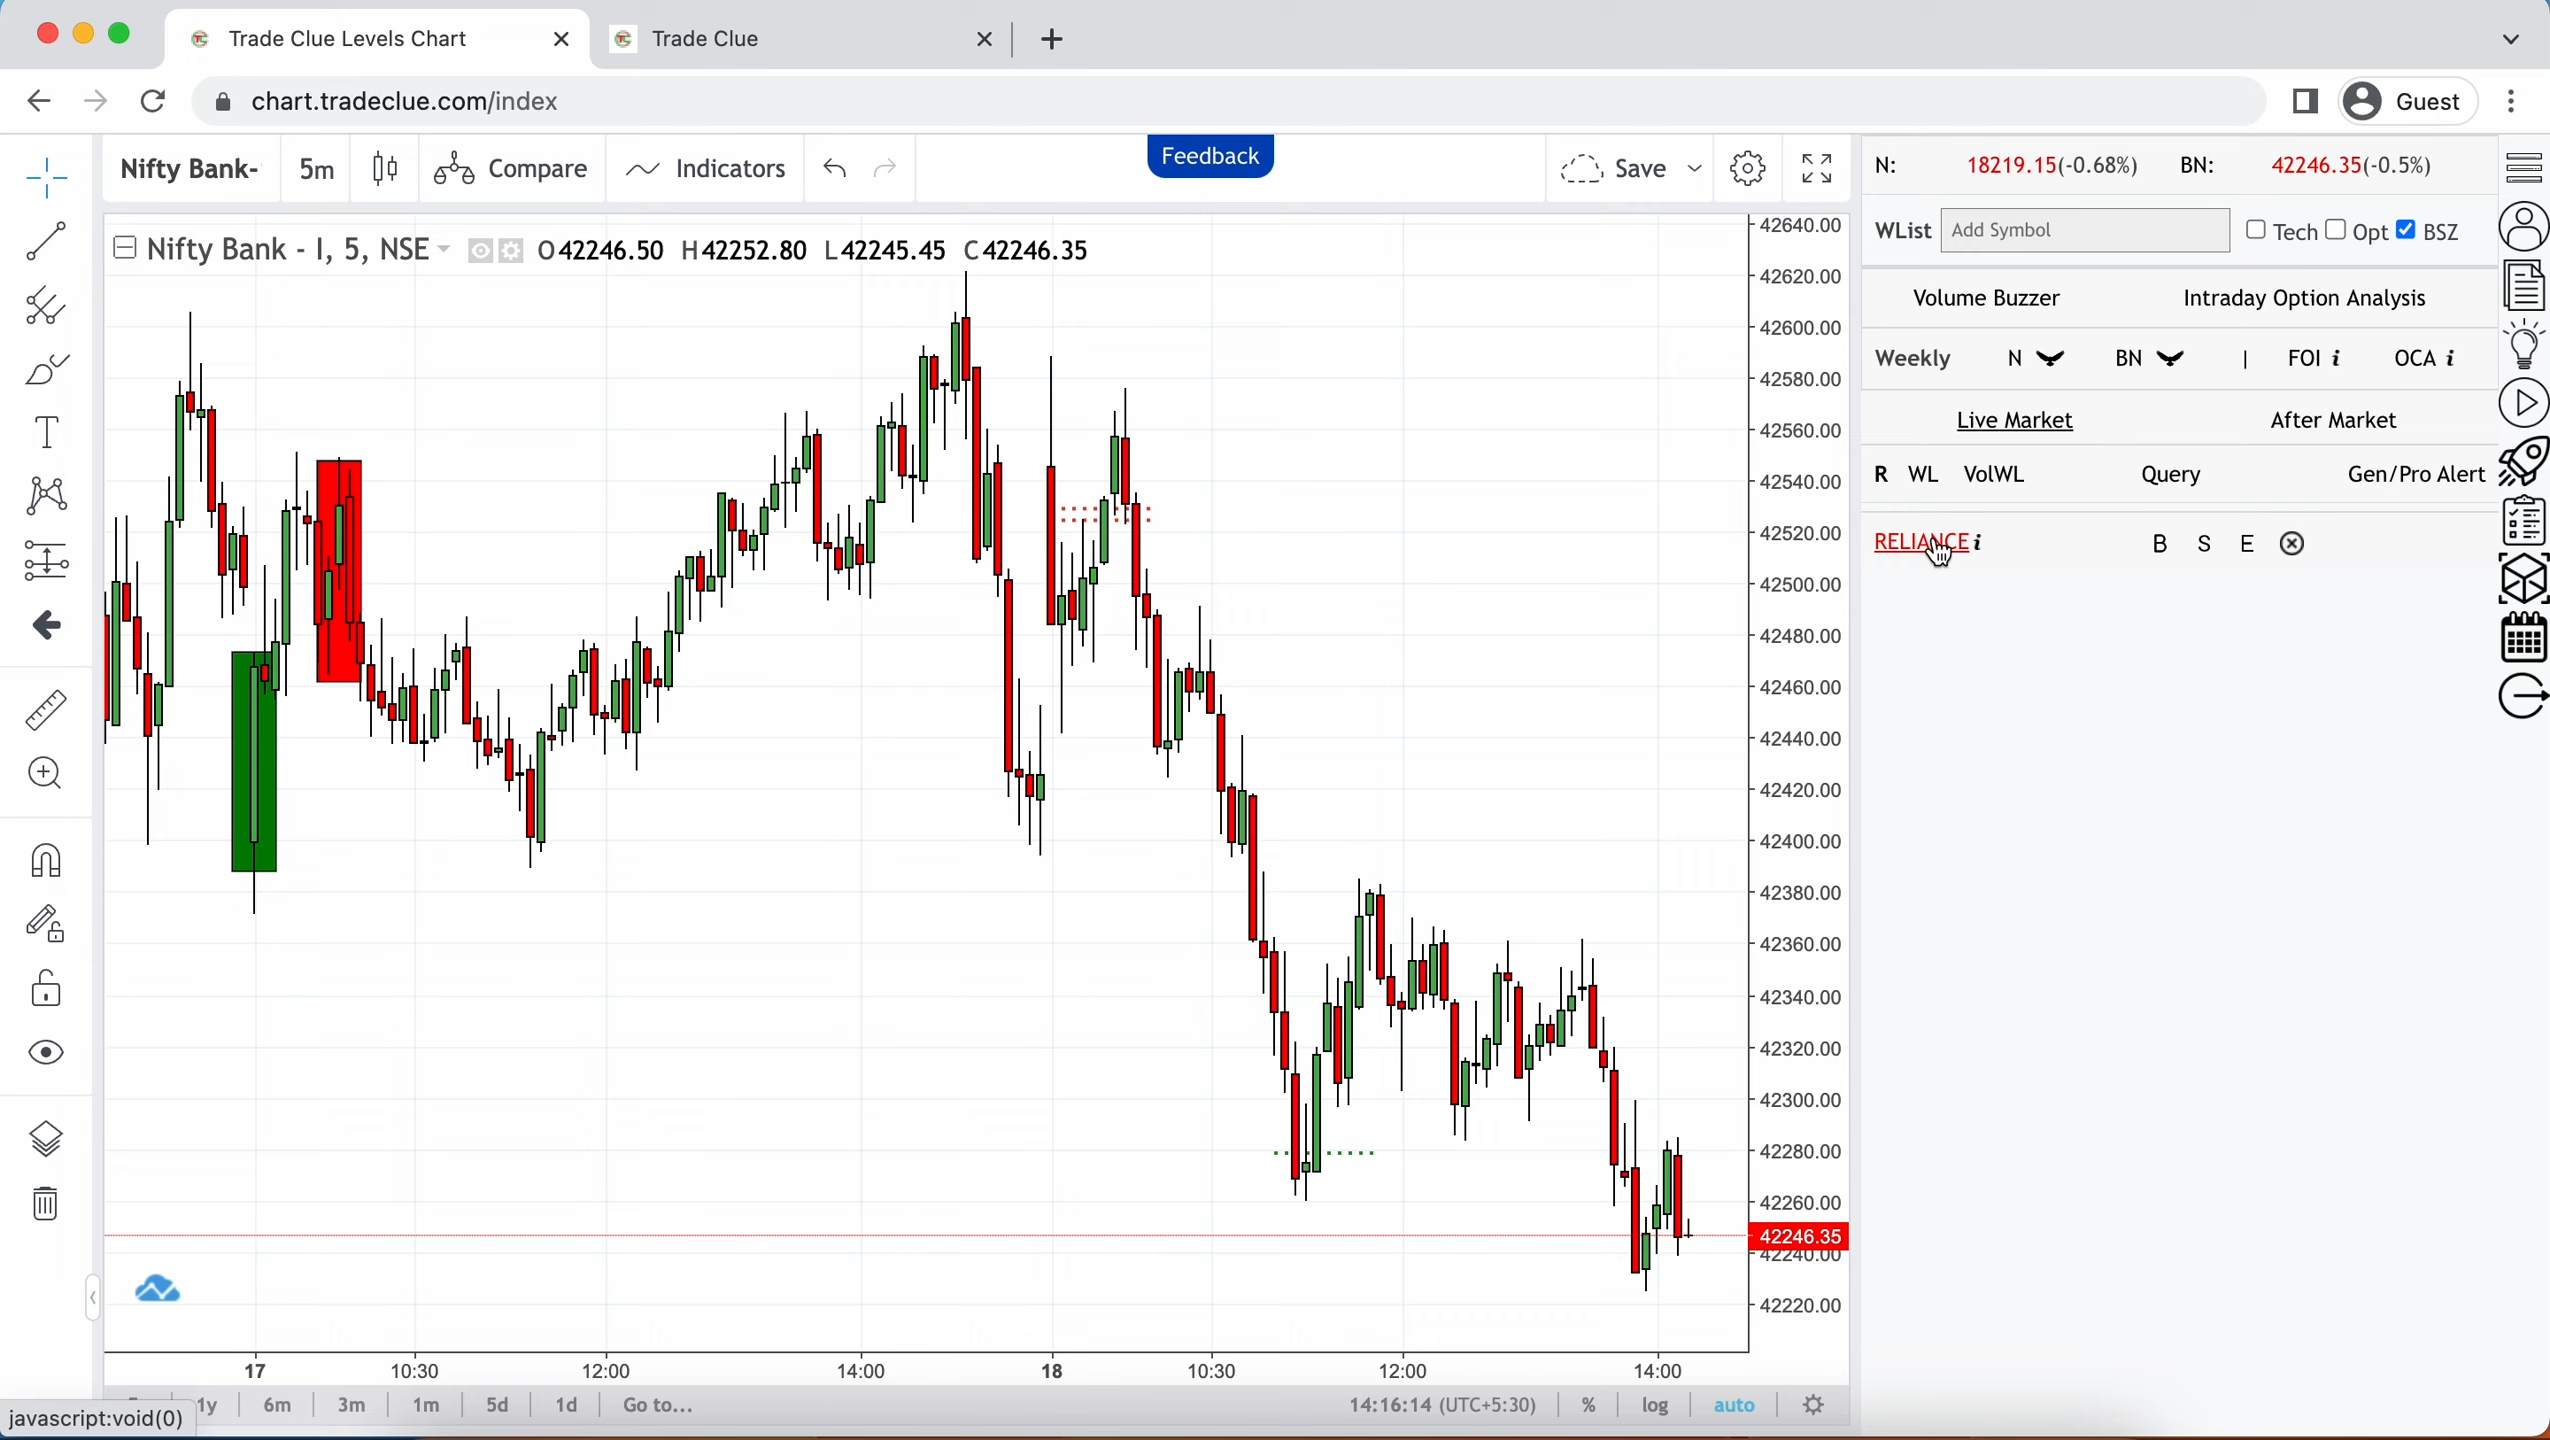 Trade Clue Levels Chart
Trade Clue
chart.tradeclue.com/index
Guest
Nifty Bank-
5m
Compare
Indicators
Feedback
Save
Nifty Bank - I, 5, NSE O42246.50 H42252.80 L42245.45 C42246.35
42640.00
42620.00
42600.00
42580.00
42560.00
42540.00
42520.00
42500.00
42480.00
42460.00
42440.00
42420.00
42400.00
42380.00
42360.00
42340.00
42320.00
42300.00
42280.00
42260.00
42246.35
42240.00
42220.00
17 10:30 12:00 14:00 18 10:30 12:00 14:00
1y 6m 3m 1m 5d 1d Go to... 14:16:14 (UTC+5:30) % log auto
javascript:void(0)
N: 18219.15(-0.68%) BN: 42246.35(-0.5%)
WList Add Symbol Tech Opt BSZ
Volume Buzzer Intraday Option Analysis
Weekly N BN | FOI i OCA i
Live Market After Market
R WL VolWL Query Gen/Pro Alert
RELIANCE i B S E